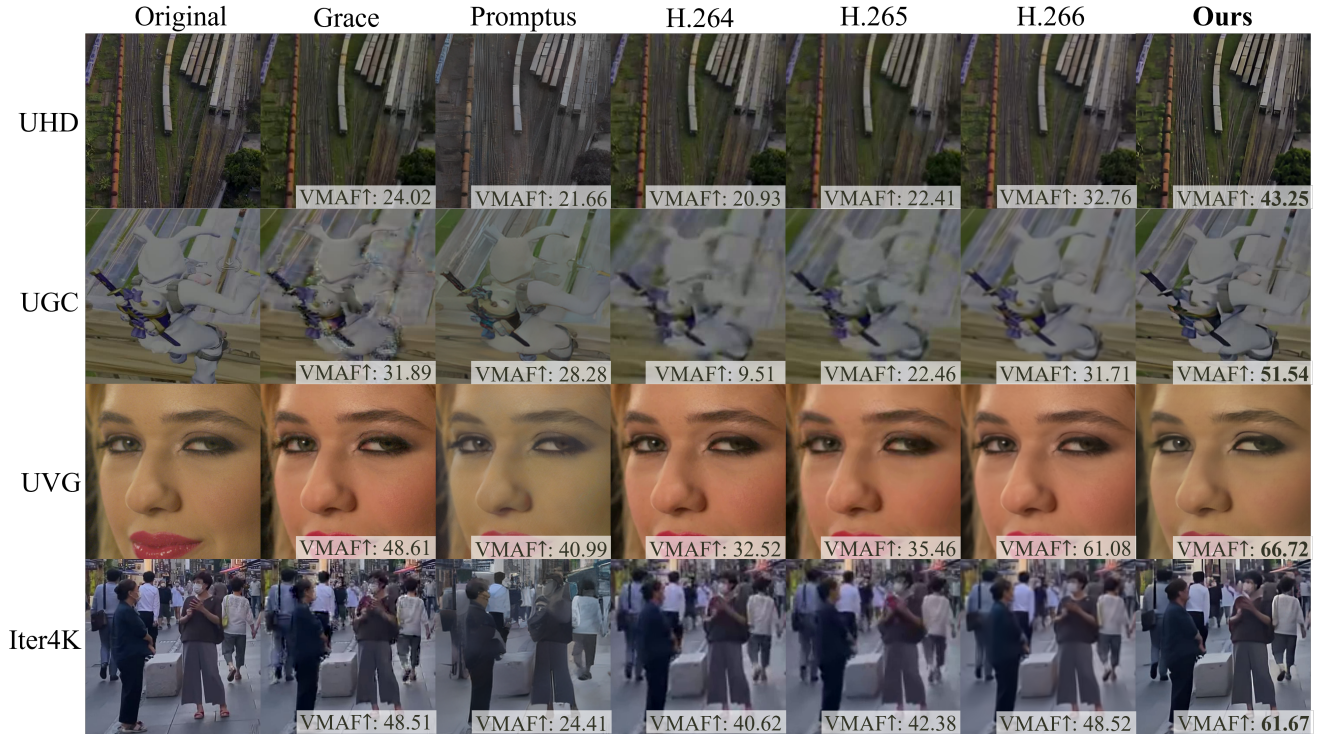 Original Grace Promptus H.264 H.265 H.266 Ours
UHD
VMAF↑: 24.02 VMAF↑: 21.66 VMAF↑: 20.93 VMAF↑: 22.41 VMAF↑: 32.76 VMAF↑: 43.25
UGC
VMAF↑: 31.89 VMAF↑: 28.28 VMAF↑: 9.51 VMAF↑: 22.46 VMAF↑: 31.71 VMAF↑: 51.54
UVG
VMAF↑: 48.61 VMAF↑: 40.99 VMAF↑: 32.52 VMAF↑: 35.46 VMAF↑: 61.08 VMAF↑: 66.72
Iter4K
VMAF↑: 48.51 VMAF↑: 24.41 VMAF↑: 40.62 VMAF↑: 42.38 VMAF↑: 48.52 VMAF↑: 61.67